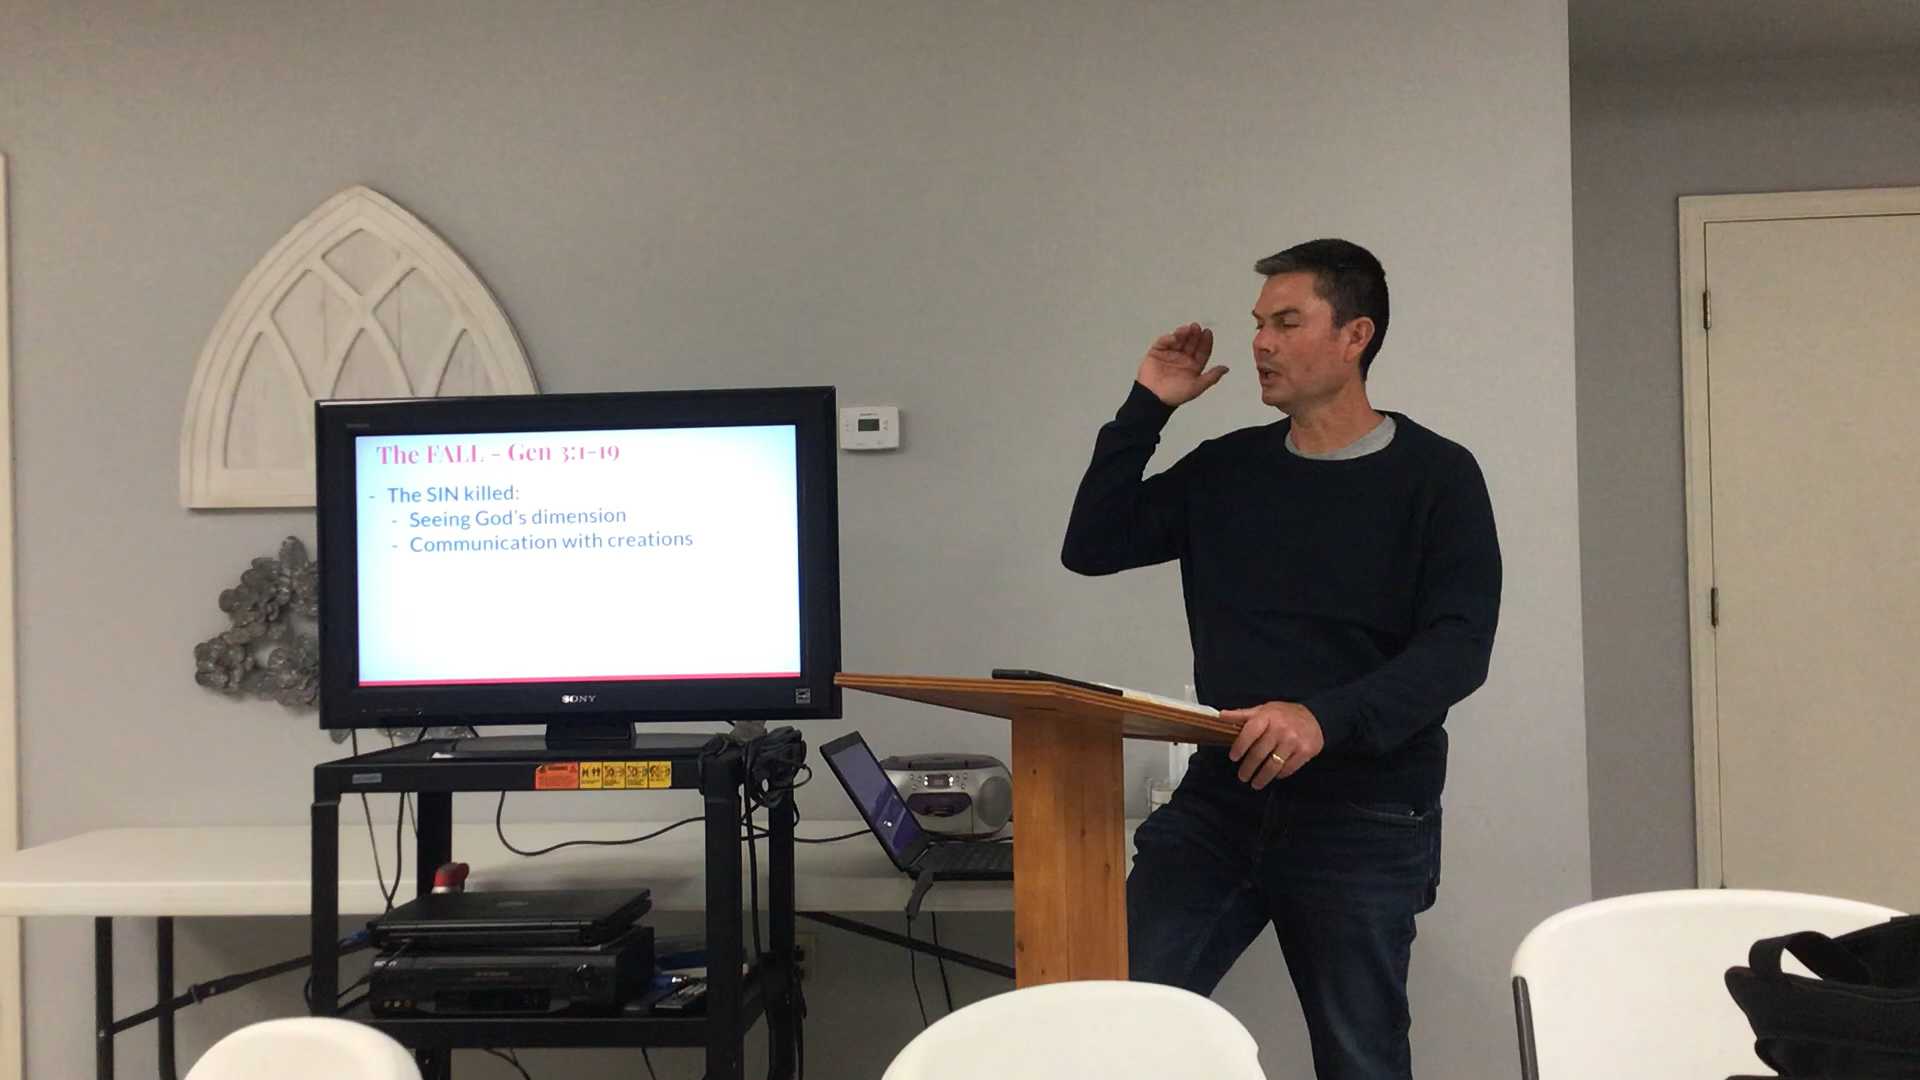 The FALL - Gen 3:1-19
- The SIN killed:
- Seeing God's dimension
- Communication with creations
SONY